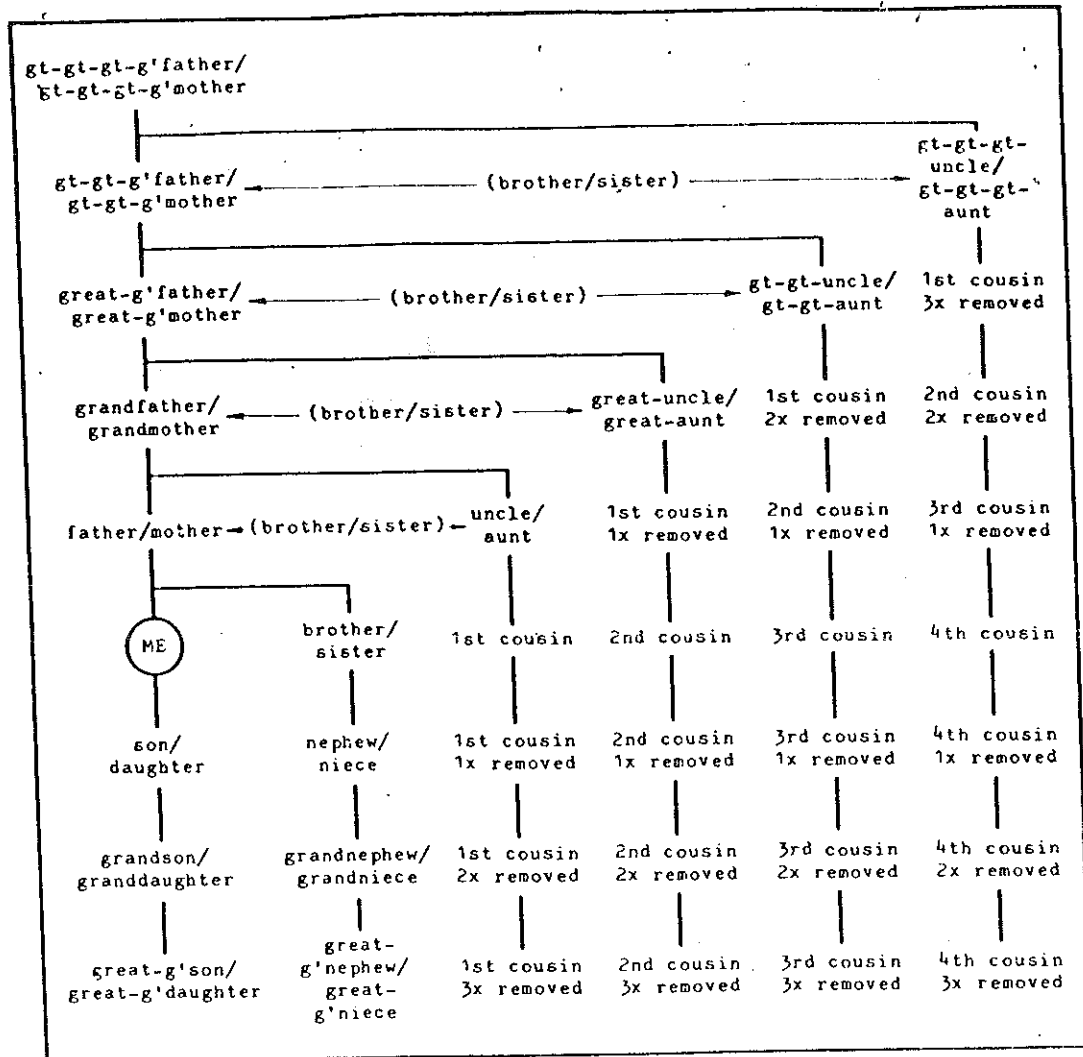 gt-gt-gt-g'father/
gt-gt-gt-g'mother
gt-gt-g'father/
gt-gt-g'mother
(brother/sister)
gt-gt-gt-
uncle/
gt-gt-gt-
aunt
great-g'father/
great-g'mother
(brother/sister)
gt-gt-uncle/
gt-gt-aunt
1st cousin
3x removed
grandfather/
grandmother
(brother/sister)
great-uncle/
great-aunt
1st cousin
2x removed
2nd cousin
2x removed
father/mother
(brother/sister)
uncle/
aunt
1st cousin
1x removed
2nd cousin
1x removed
3rd cousin
1x removed
ME
brother/
sister
1st cousin
2nd cousin
3rd cousin
4th cousin
son/
daughter
nephew/
niece
1st cousin
1x removed
2nd cousin
1x removed
3rd cousin
1x removed
4th cousin
1x removed
grandson/
granddaughter
grandnephew/
grandniece
1st cousin
2x removed
2nd cousin
2x removed
3rd cousin
2x removed
4th cousin
2x removed
great-g'son/
great-g'daughter
great-
g'nephew/
great-
g'niece
1st cousin
3x removed
2nd cousin
3x removed
3rd cousin
3x removed
4th cousin
3x removed